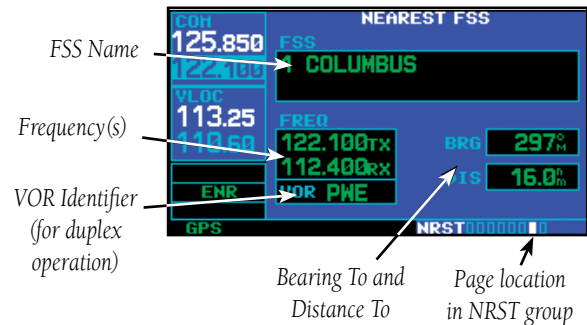 COM
NEAREST FSS
125.850
FSS
FSS Name
122.100
1 COLUMBUS
VLOC
113.25
FREQ
Frequency(s)
110.60
122.100TX
BRG 297°M
112.400RX
IS 16.0nm
VOR Identifier
(for duplex
operation)
ENR
VOR PWE
GPS
NRST
Bearing To and
Distance To
Page location
in NRST group